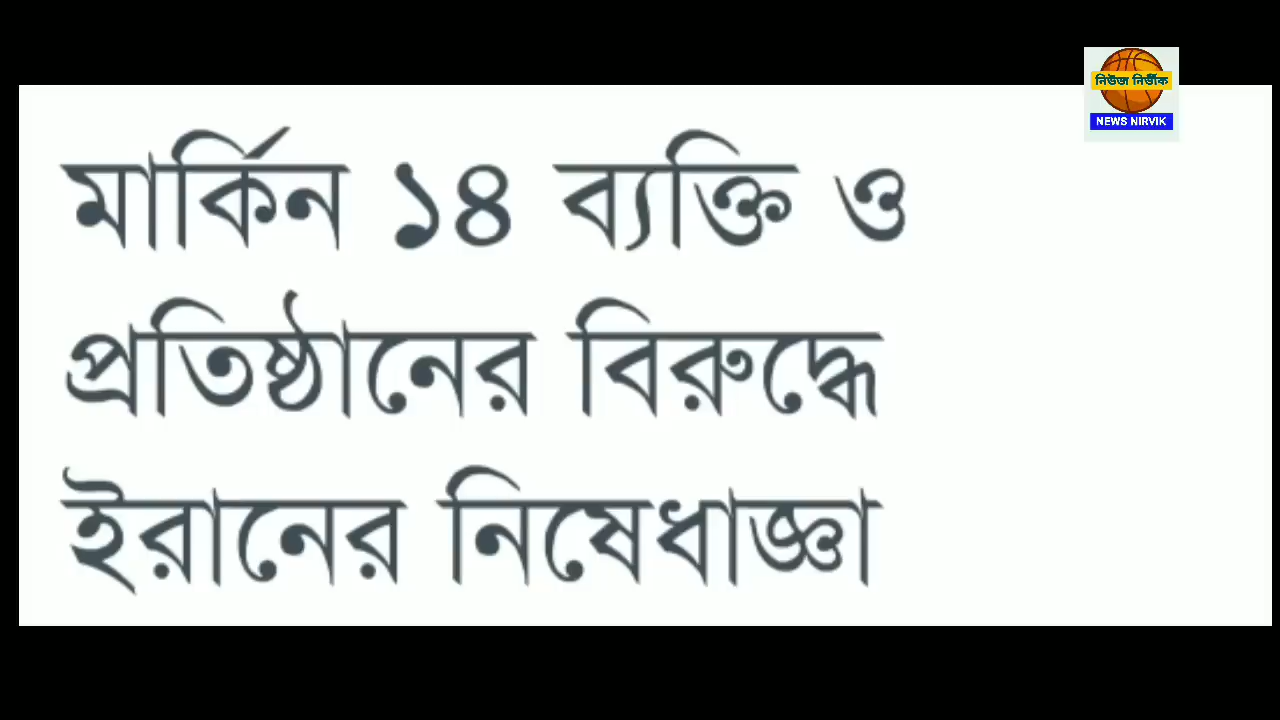 নিউজ নির্ভীক
NEWS NIRVIK
মার্কিন ১৪ ব্যক্তি ও
প্রতিষ্ঠানের বিরুদ্ধে
ইরানের নিষেধাজ্ঞা